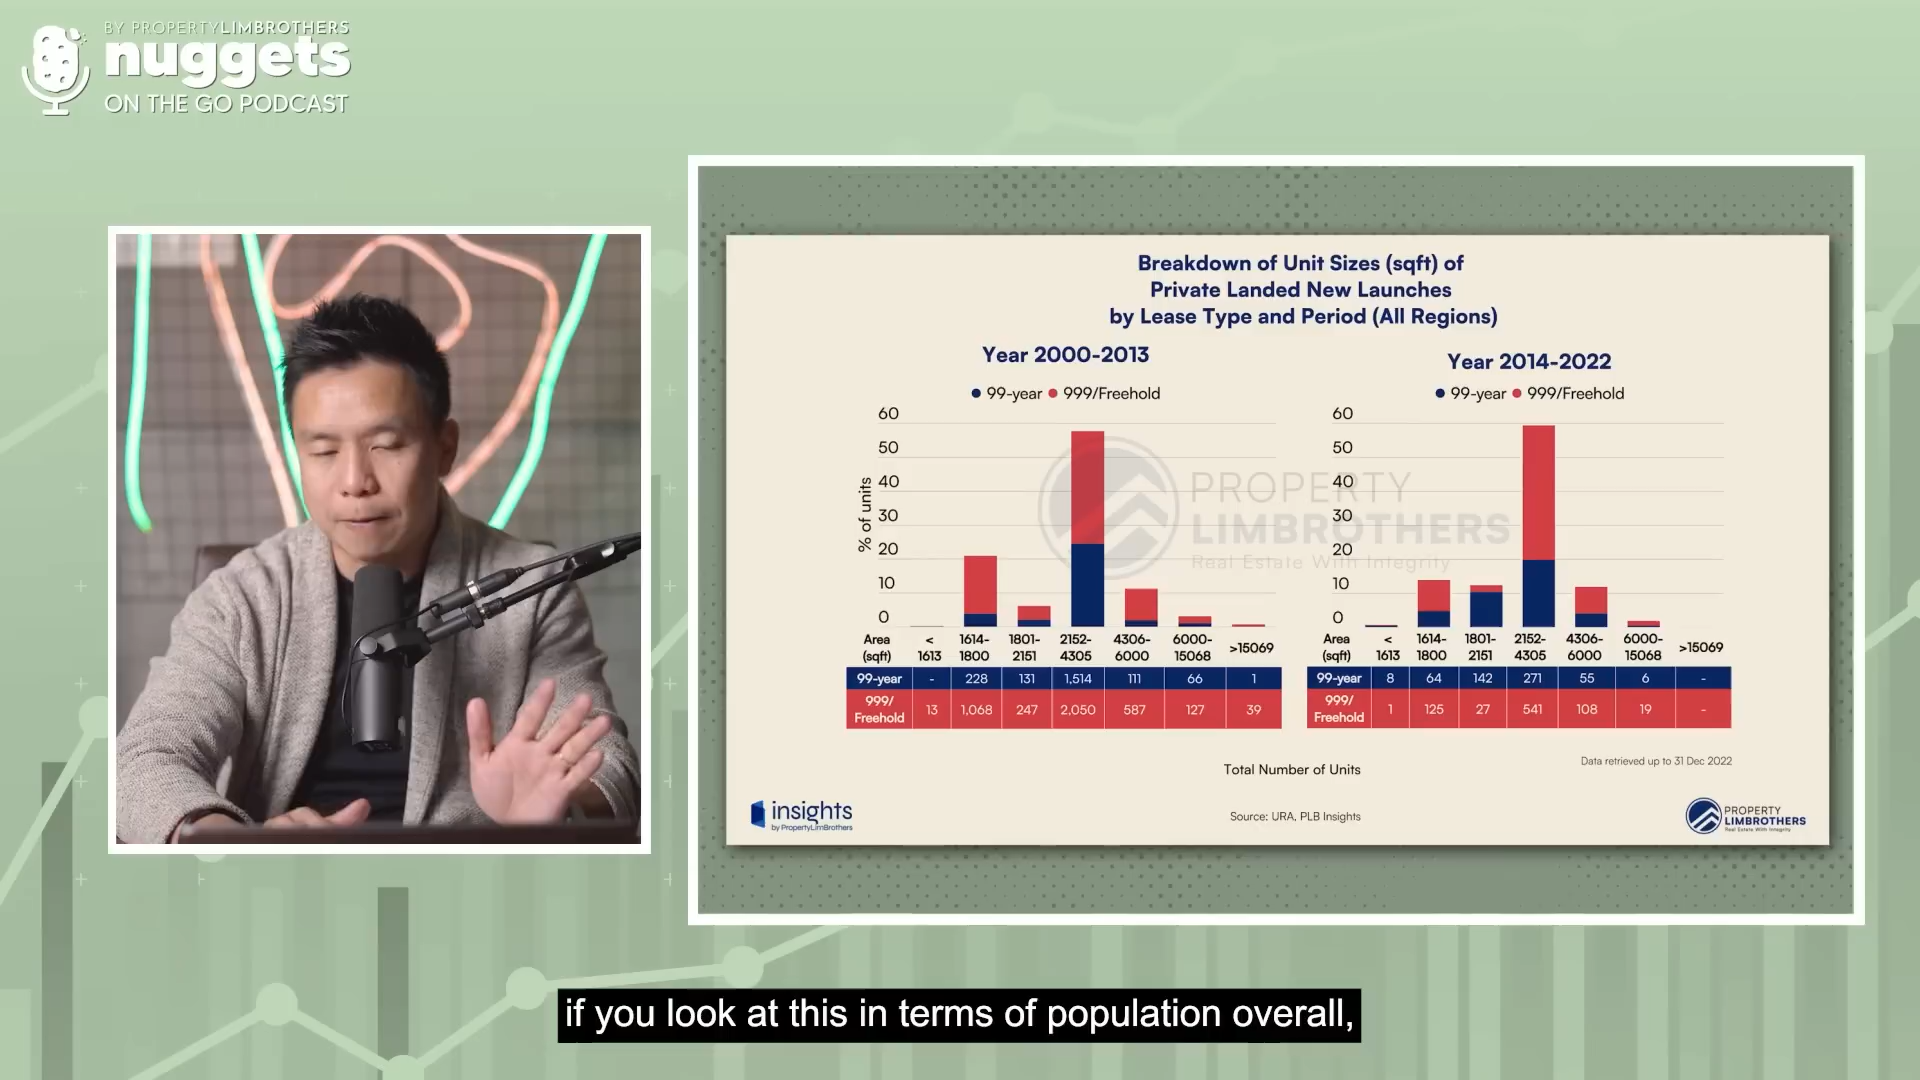 BY PROPERTYLIMBROTHERS
nuggets
ON THE GO PODCAST
Breakdown of Unit Sizes (sqft) of
Private Landed New Launches
by Lease Type and Period (All Regions)
Year 2000-2013
99-year 999/Freehold
60
50
40
30
20
10
0
% of units
Area (sqft) < 1613 1614-1800 1801-2151 2152-4305 4306-6000 6000-15068 >15069
99-year - 228 131 1,514 111 66 1
999/Freehold 13 1,068 247 2,050 587 127 39
Year 2014-2022
99-year 999/Freehold
60
50
40
30
20
10
0
Area (sqft) < 1613 1614-1800 1801-2151 2152-4305 4306-6000 6000-15068 >15069
99-year 8 64 142 271 55 6 -
999/Freehold 1 125 27 541 108 19 -
PROPERTY
LIMBROTHERS
Real Estate With Integrity
Data retrieved up to 31 Dec 2022
Total Number of Units
Source: URA, PLB Insights
insights
by PropertyLimBrothers
PROPERTY
LIMBROTHERS
Real Estate With Integrity
if you look at this in terms of population overall,